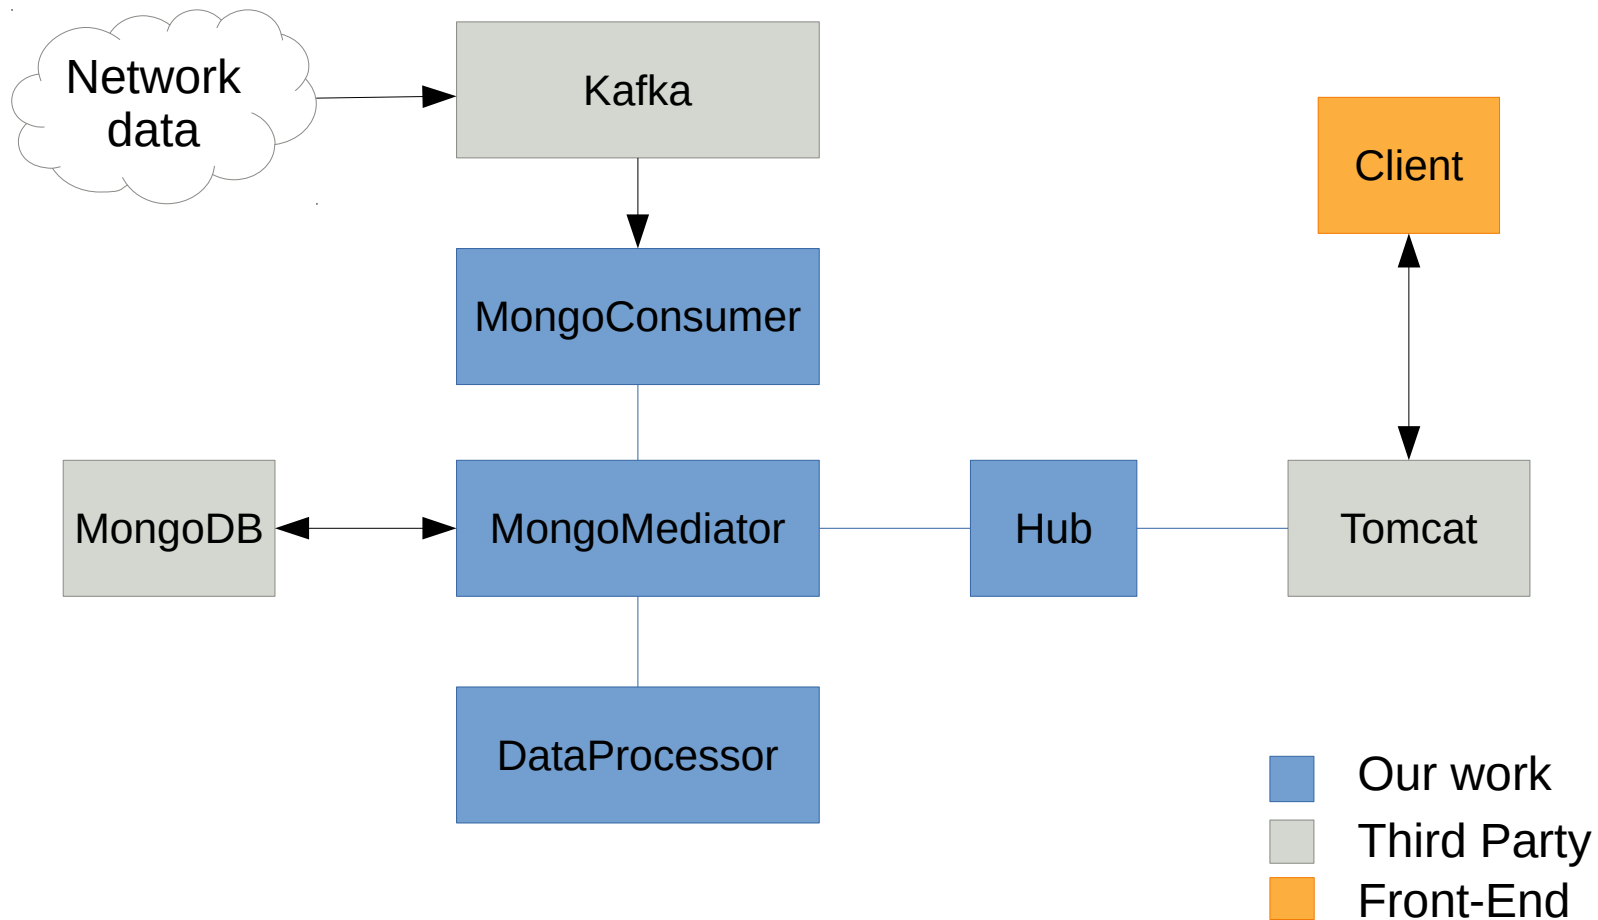 Network
data
Kafka
Client
MongoConsumer
MongoDB
MongoMediator
Hub
Tomcat
DataProcessor
Our work
Third Party
Front-End